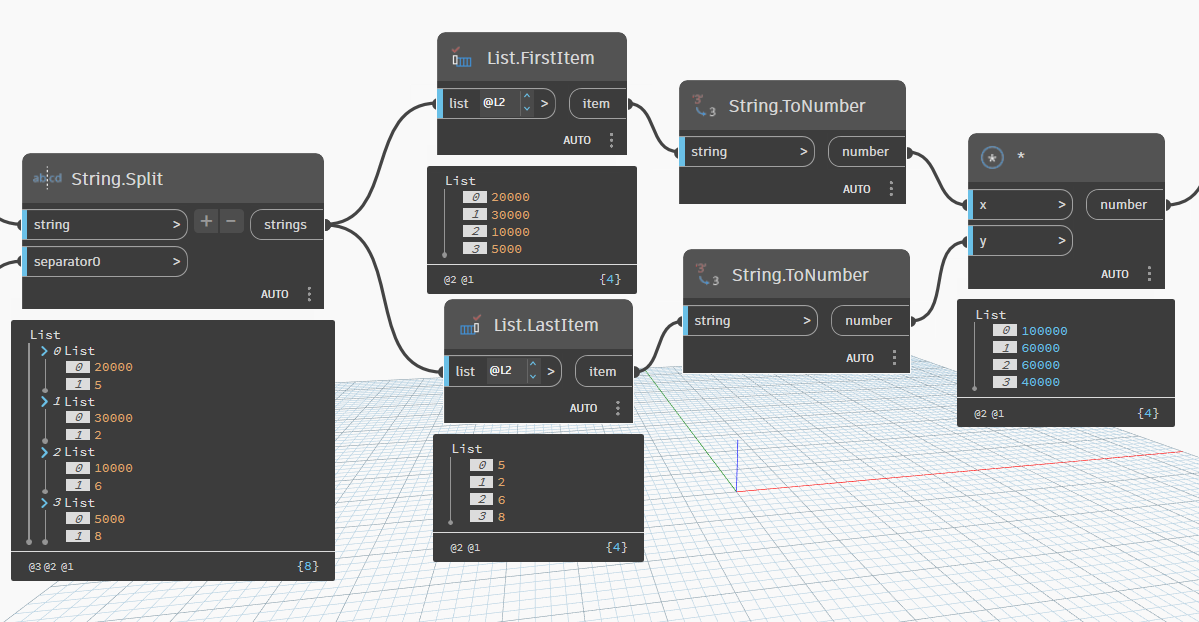 abcd String.Split
string > + - strings
separator0 >
AUTO
List
> 0 List
0 20000
1 5
> 1 List
0 30000
1 2
> 2 List
0 10000
1 6
> 3 List
0 5000
1 8
@3 @2 @1 {8}
List.FirstItem
list @L2 > item
AUTO
List
0 20000
1 30000
2 10000
3 5000
@2 @1 {4}
List.LastItem
list @L2 > item
AUTO
List
0 5
1 2
2 6
3 8
@2 @1 {4}
"3" 3 String.ToNumber
string > number
AUTO
"3" 3 String.ToNumber
string > number
AUTO
* *
x > number
y >
AUTO
List
0 100000
1 60000
2 60000
3 40000
@2 @1 {4}